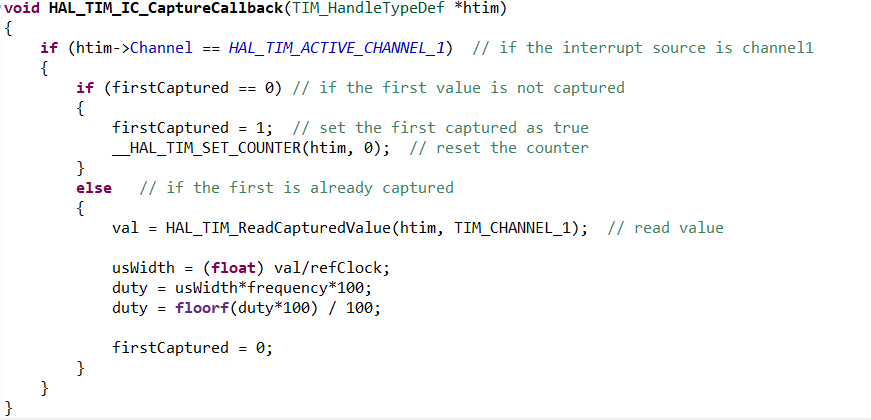 void HAL_TIM_IC_CaptureCallback(TIM_HandleTypeDef *htim)
{
    if (htim->Channel == HAL_TIM_ACTIVE_CHANNEL_1)  // if the interrupt source is channel1
    {
        if (firstCaptured == 0) // if the first value is not captured
        {
            firstCaptured = 1;  // set the first captured as true
            __HAL_TIM_SET_COUNTER(htim, 0);  // reset the counter
        }
        else   // if the first is already captured
        {
            val = HAL_TIM_ReadCapturedValue(htim, TIM_CHANNEL_1);  // read value

            usWidth = (float) val/refClock;
            duty = usWidth*frequency*100;
            duty = floorf(duty*100) / 100;

            firstCaptured = 0;
        }
    }
}